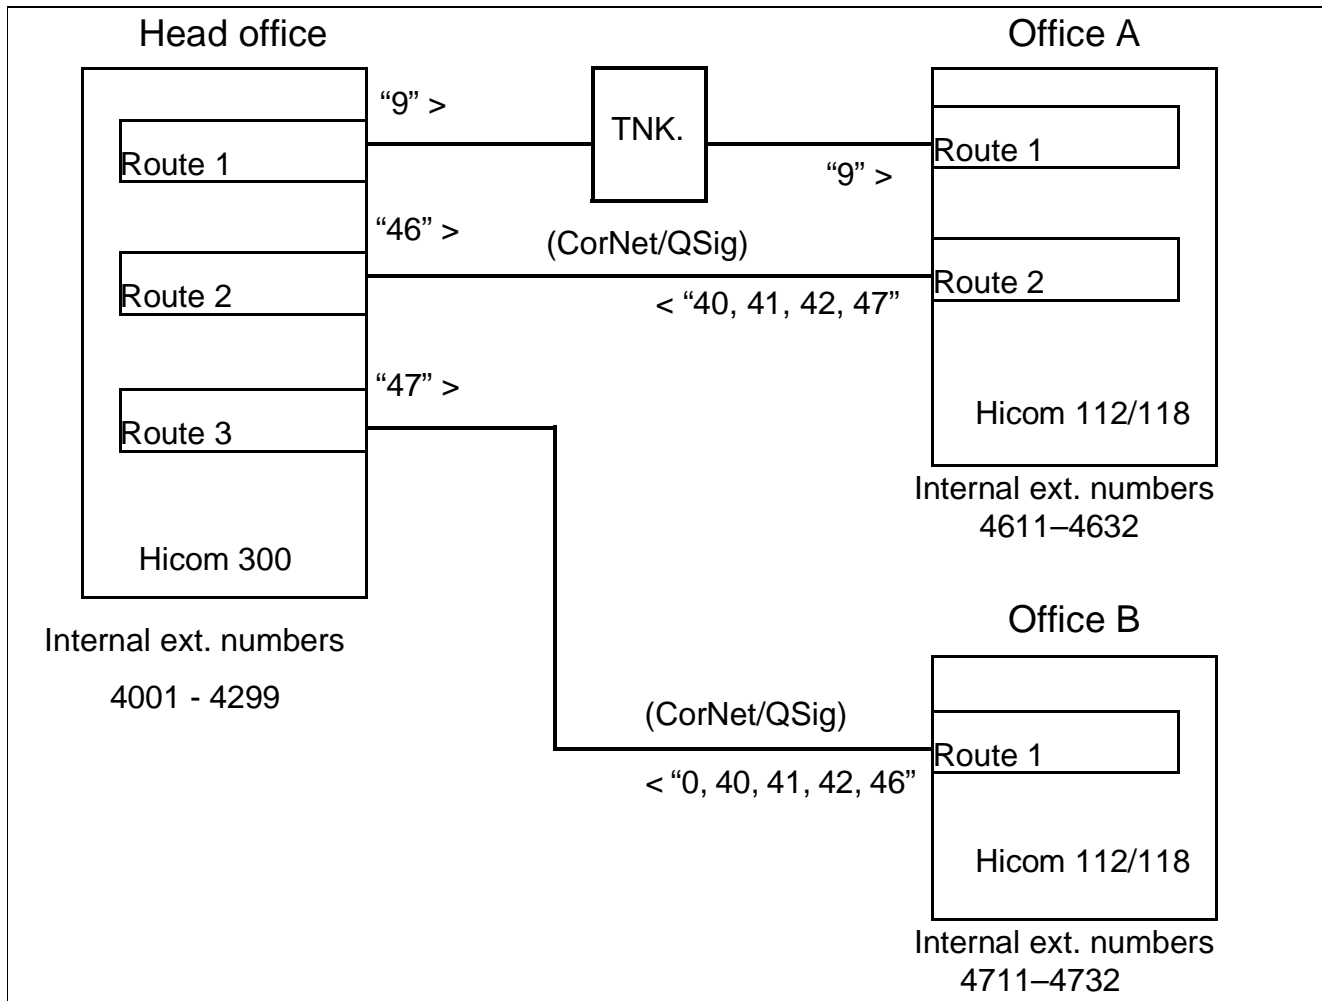 Head office
Office A
“9” >
TNK.
Route 1
Route 1
“9” >
“46” >
(CorNet/QSig)
Route 2
Route 2
< “40, 41, 42, 47”
“47” >
Route 3
Hicom 112/118
Internal ext. numbers
4611–4632
Hicom 300
Internal ext. numbers
4001 - 4299
Office B
(CorNet/QSig)
Route 1
< “0, 40, 41, 42, 46”
Hicom 112/118
Internal ext. numbers
4711–4732